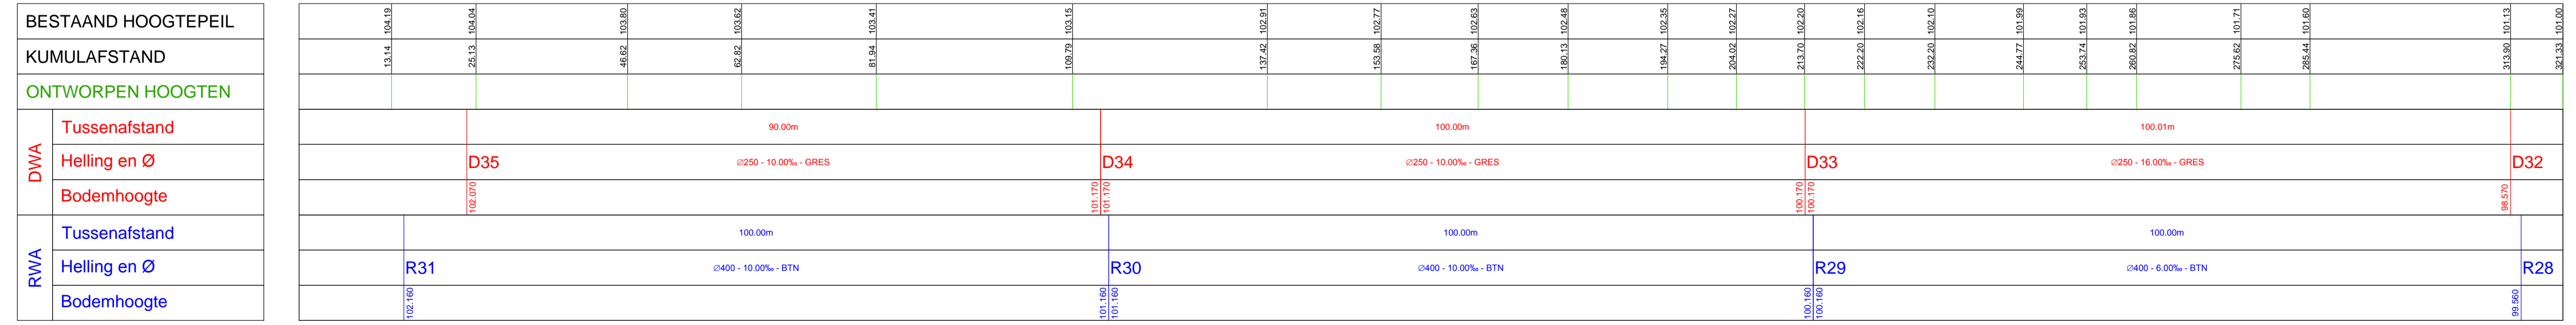 BESTAAND HOOGTEPEIL 104.19 104.04 103.80 103.62 103.41 103.15 102.91 102.77 102.63 102.48 102.35 102.27 102.20 102.16 102.10 101.99 101.93 101.86 101.71 101.60 101.13 101.00
KUMULAFSTAND 13.14 25.13 46.62 62.82 81.94 109.79 137.42 153.58 167.36 180.13 194.27 204.02 213.70 222.20 232.20 244.77 253.74 260.82 275.62 285.44 313.90 321.33
ONTWORPEN HOOGTEN
DWA
Tussenafstand 90.00m 100.00m 100.01m
Helling en Ø D35 Ø250 - 10.00‰ - GRES D34 Ø250 - 10.00‰ - GRES D33 Ø250 - 16.00‰ - GRES D32
Bodemhoogte 102.070 101.170 101.170 100.170 100.170 98.570
RWA
Tussenafstand 100.00m 100.00m 100.00m
Helling en Ø R31 Ø400 - 10.00‰ - BTN R30 Ø400 - 10.00‰ - BTN R29 Ø400 - 6.00‰ - BTN R28
Bodemhoogte 102.160 101.160 101.160 100.160 100.160 99.560